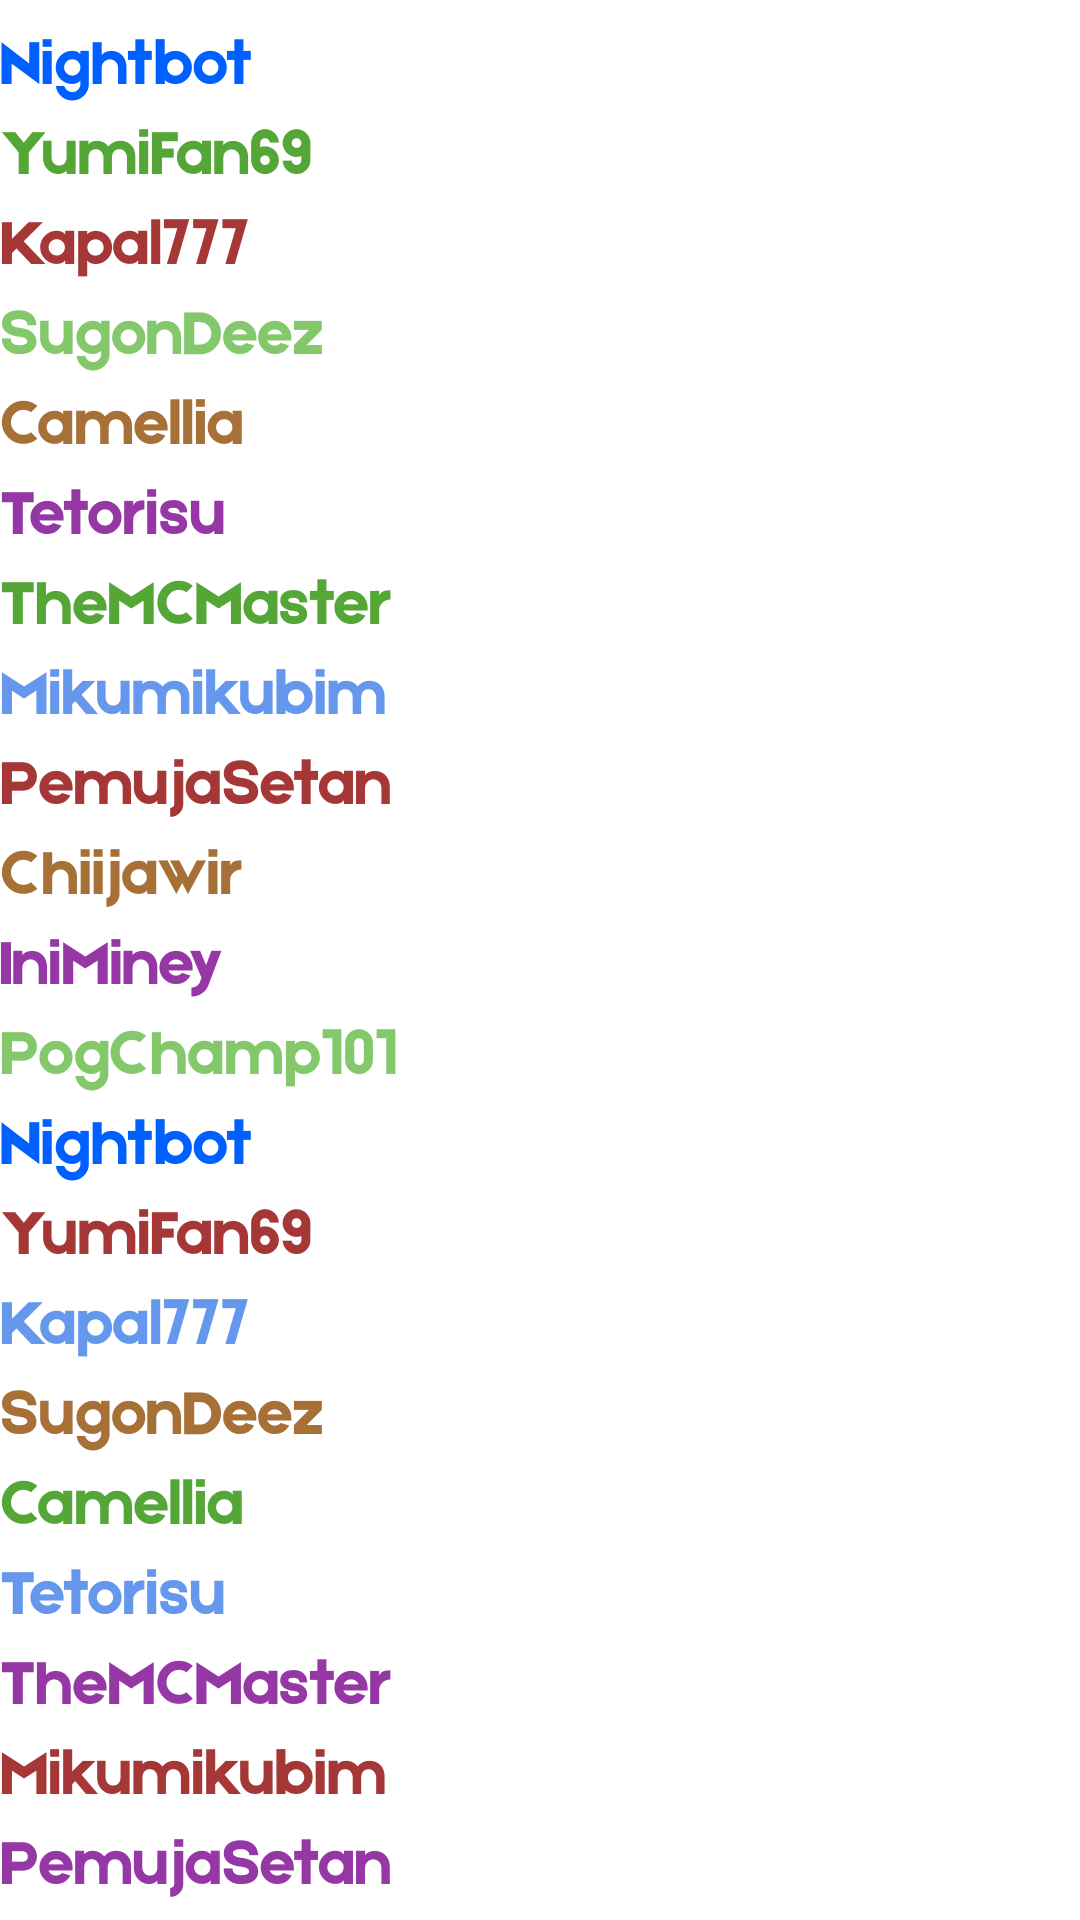 Nightbot
YumiFan69
Kapal777
SugonDeez
Camellia
Tetorisu
TheMCMaster
Mikumikubim
PemujaSetan
Chiijawir
IniMiney
PogChamp101
Nightbot
YumiFan69
Kapal777
SugonDeez
Camellia
Tetorisu
TheMCMaster
Mikumikubim
PemujaSetan